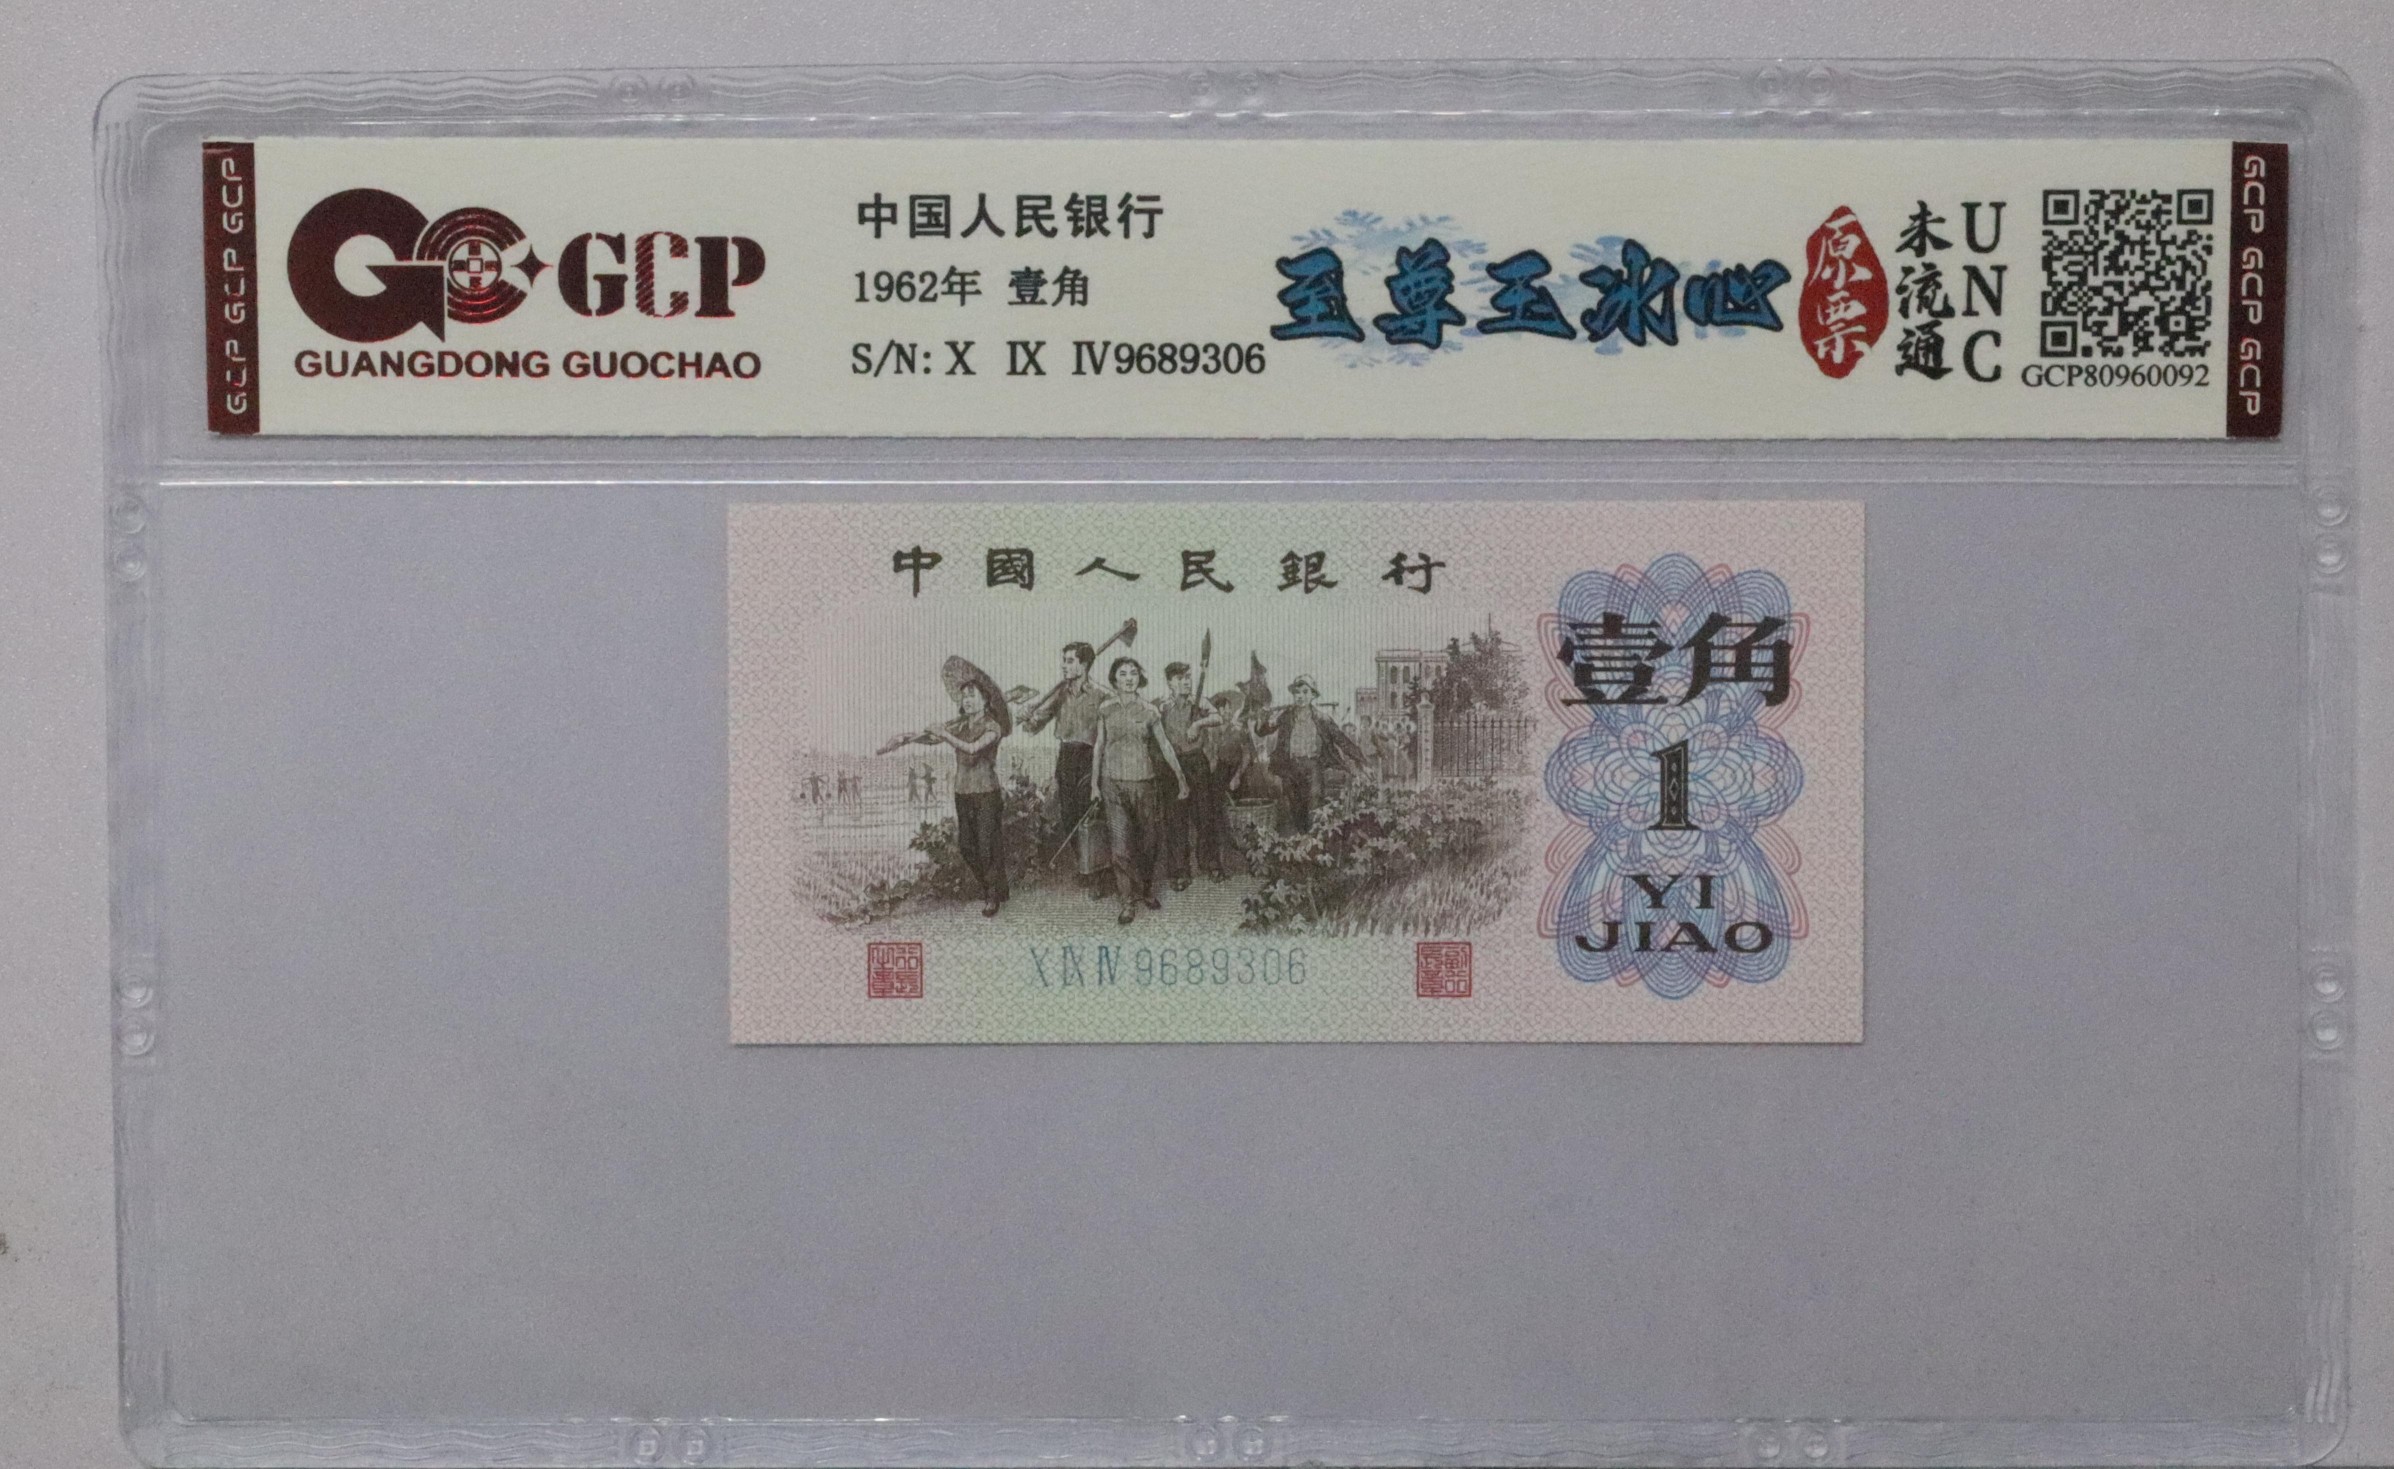 GCP GCP GCP
GCP
GUANGDONG GUOCHAO
中国人民银行
1962年 壹角
S/N: X IX IV9689306
至尊玉冰心
原票
未流通
UNC
GCP80960092
GCP GCP GCP
中國人民銀行
壹角
1
YI
JIAO
X IX IV 9689306